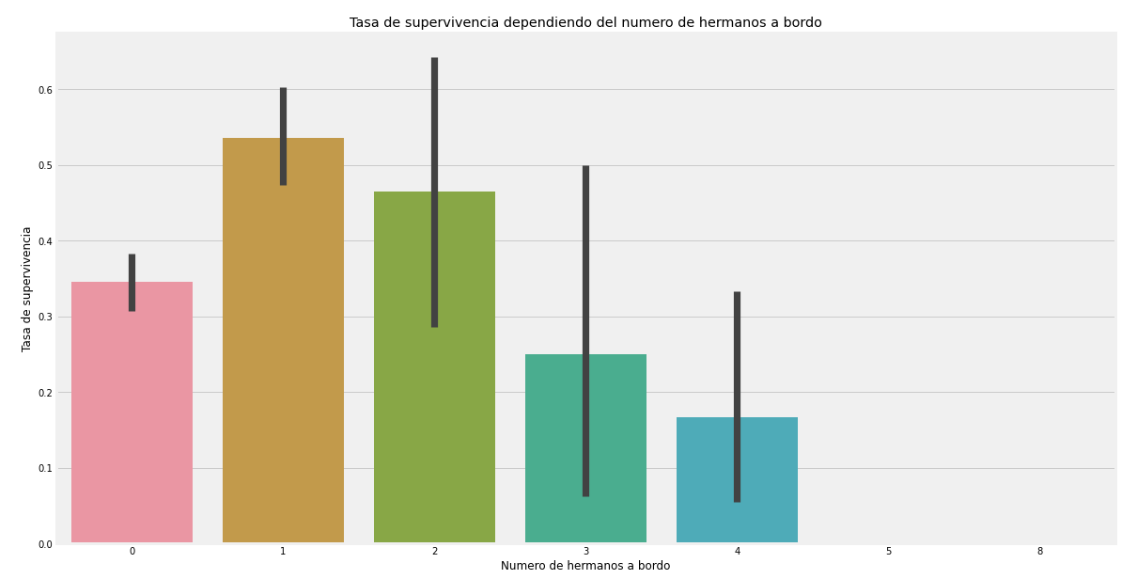 Tasa de supervivencia dependiendo del numero de hermanos a bordo
Tasa de supervivencia
0.6
0.5
0.4
0.3
0.2
0.1
0.0
0 1 2 3 4 5 8
Numero de hermanos a bordo